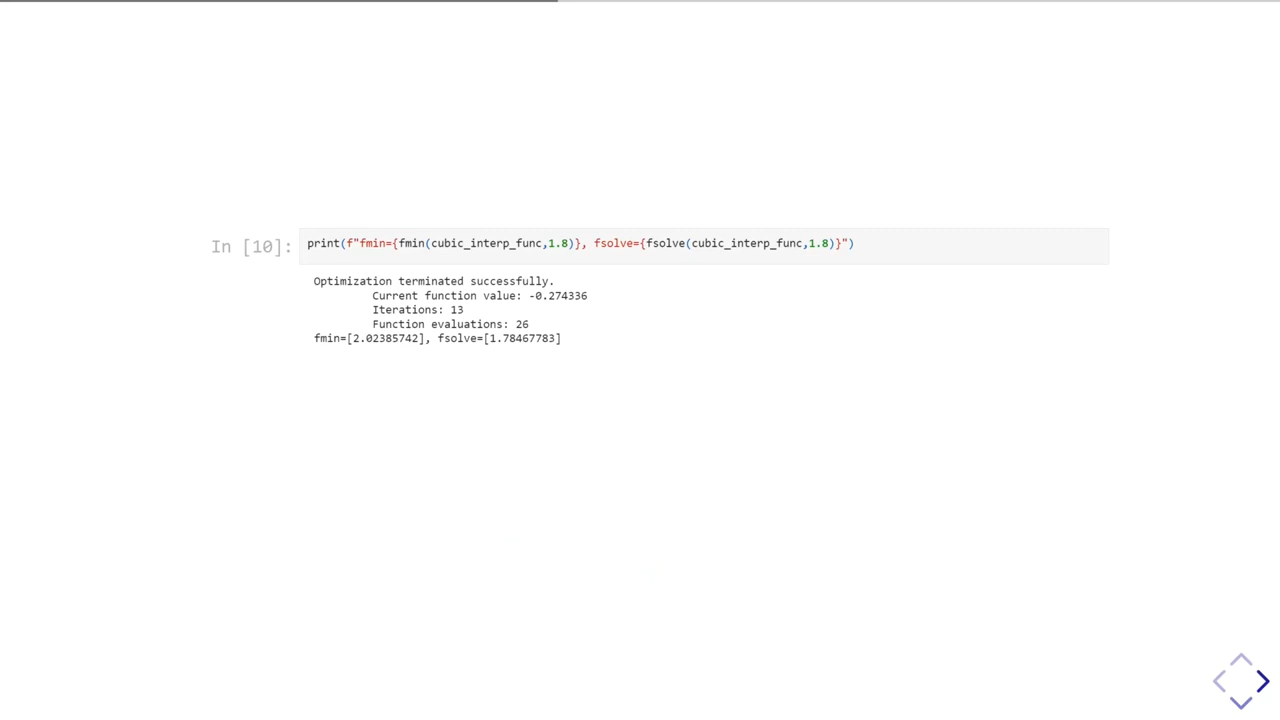 In [10]:
print(f"fmin={fmin(cubic_interp_func,1.8)}, fsolve={fsolve(cubic_interp_func,1.8)}")
Optimization terminated successfully.
Current function value: -0.274336
Iterations: 13
Function evaluations: 26
fmin=[2.02385742], fsolve=[1.78467783]